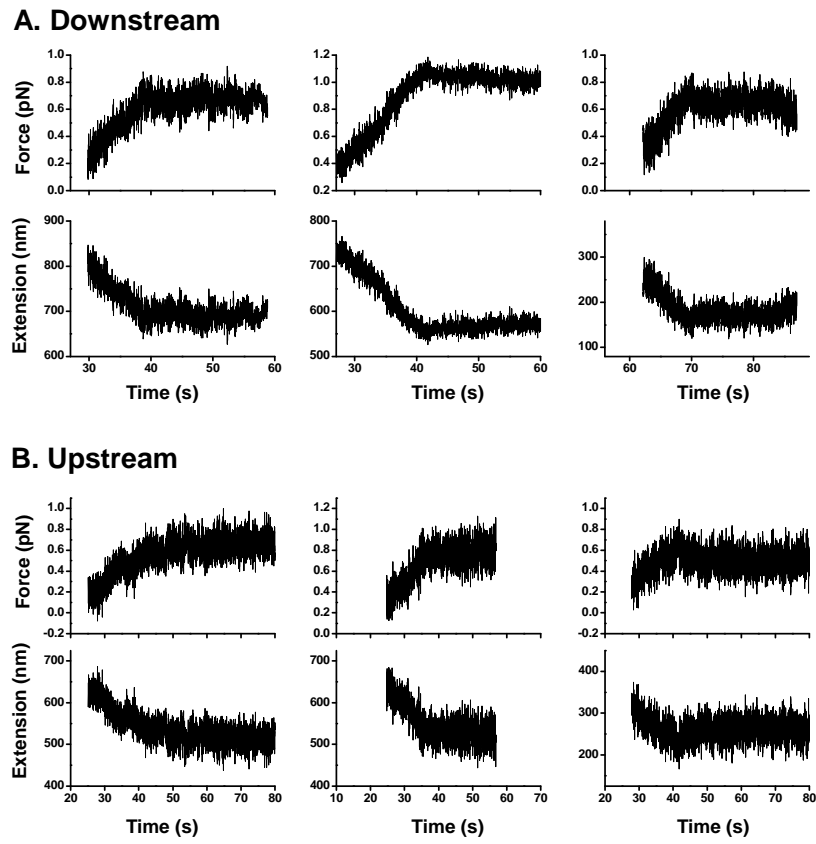 A. Downstream
Force (pN)
1.0 0.8 0.6 0.4 0.2 0.0
1.2 1.0 0.8 0.6 0.4 0.2
1.0 0.8 0.6 0.4 0.2 0.0
Extension (nm)
900 800 700 600
800 700 600 500
300 200 100
30 40 50 60
30 40 50 60
60 70 80
Time (s) Time (s) Time (s)
B. Upstream
Force (pN)
1.0 0.8 0.6 0.4 0.2 0.0 -0.2
1.2 1.0 0.8 0.6 0.4 0.2 0.0
1.0 0.8 0.6 0.4 0.2 0.0 -0.2
Extension (nm)
700 600 500 400
700 600 500 400
400 300 200
20 30 40 50 60 70 80
10 20 30 40 50 60 70
20 30 40 50 60 70 80
Time (s) Time (s) Time (s)